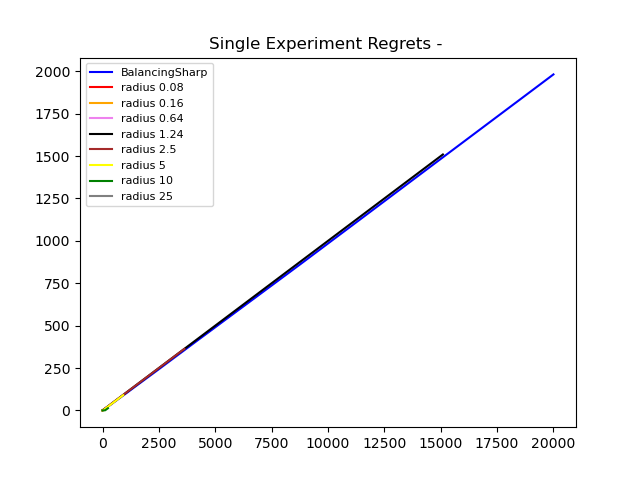 Single Experiment Regrets -
BalancingSharp
radius 0.08
radius 0.16
radius 0.64
radius 1.24
radius 2.5
radius 5
radius 10
radius 25
2000
1750
1500
1250
1000
750
500
250
0
0 2500 5000 7500 10000 12500 15000 17500 20000